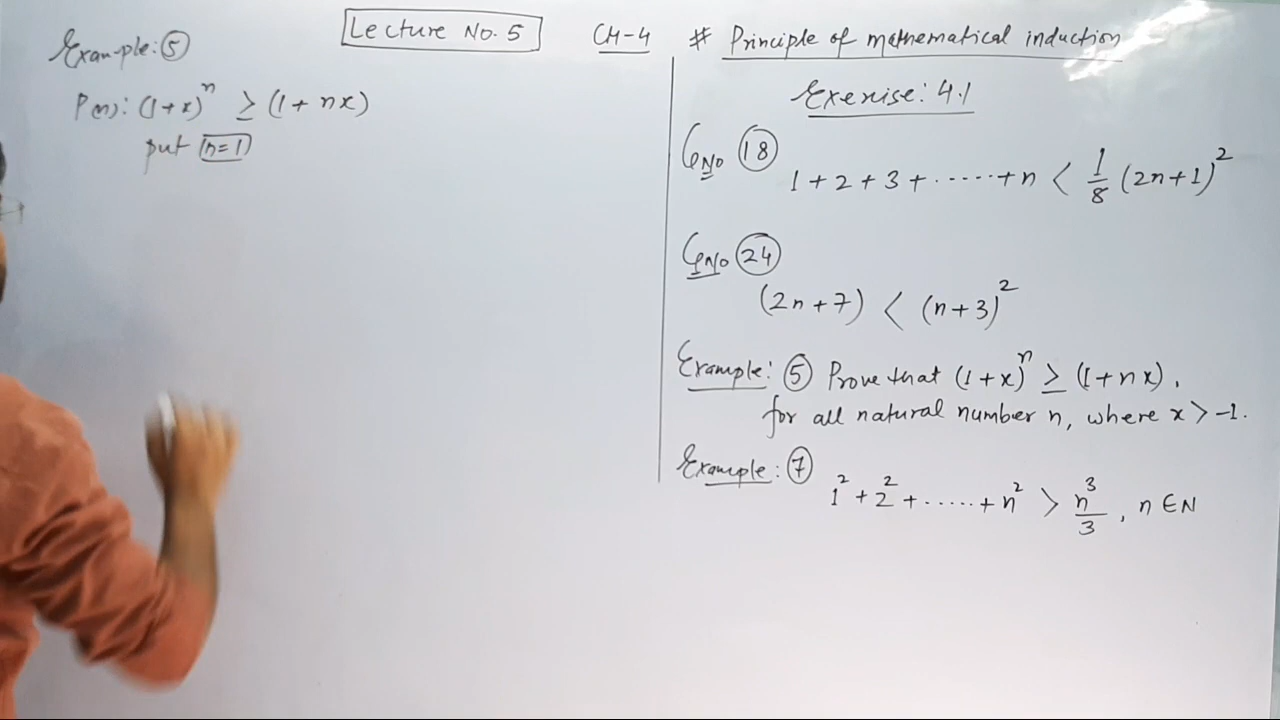 Lecture No. 5 CH-4 # Principle of mathematical induction
Example: ⑤
P(n): (1+x)^n ≥ (1+nx)
put (n=1)
Exercise: 4.1
Q No ⑱
1+2+3+......+n < 1/8 (2n+1)^2
Q No ㉔
(2n+7) < (n+3)^2
Example: ⑤ Prove that (1+x)^n ≥ (1+nx),
for all natural number n, where x > -1.
Example: ⑦
1^2+2^2+......+n^2 > n^3/3, n∈N